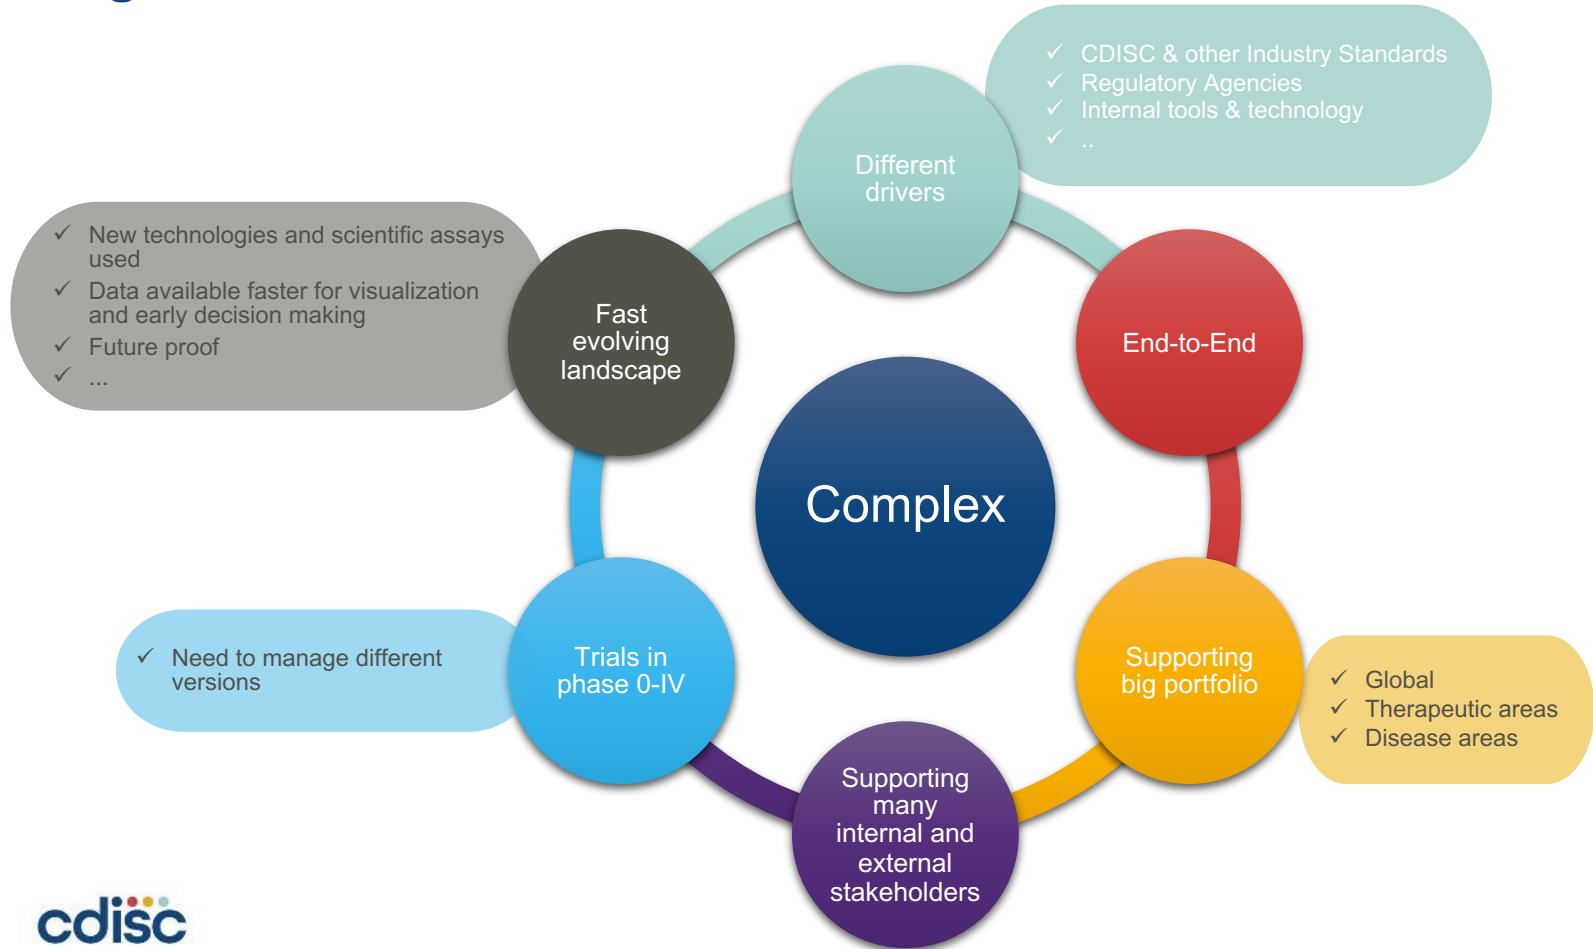 ✓ CDISC & other Industry Standards
✓ Regulatory Agencies
✓ Internal tools & technology
✓ ..
Different
drivers
✓ New technologies and scientific assays
used
✓ Data available faster for visualization
and early decision making
✓ Future proof
✓ ...
Fast
evolving
landscape
End-to-End
Complex
✓ Need to manage different
versions
Trials in
phase 0-IV
Supporting
big portfolio
✓ Global
✓ Therapeutic areas
✓ Disease areas
Supporting
many
internal and
external
stakeholders
cdisc